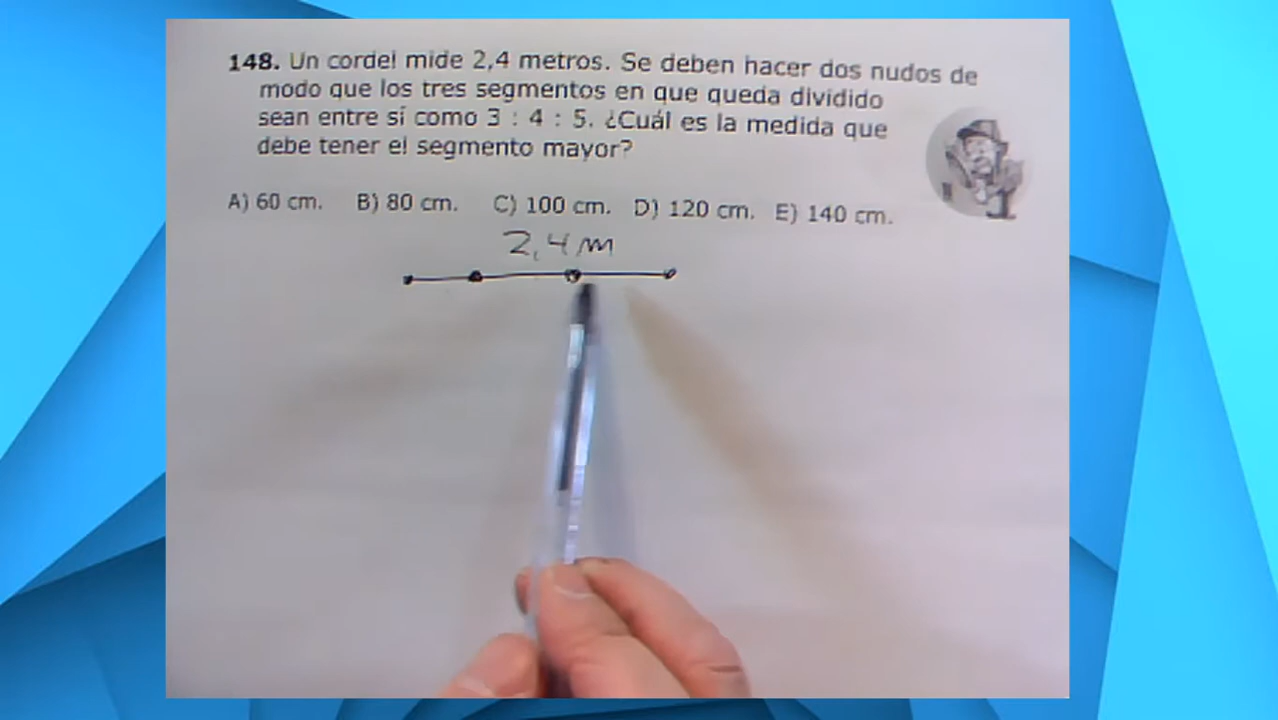 148. Un cordel mide 2,4 metros. Se deben hacer dos nudos de
modo que los tres segmentos en que queda dividido
sean entre sí como 3 : 4 : 5. ¿Cuál es la medida que
debe tener el segmento mayor?
A) 60 cm. B) 80 cm. C) 100 cm. D) 120 cm. E) 140 cm.
2,4 m